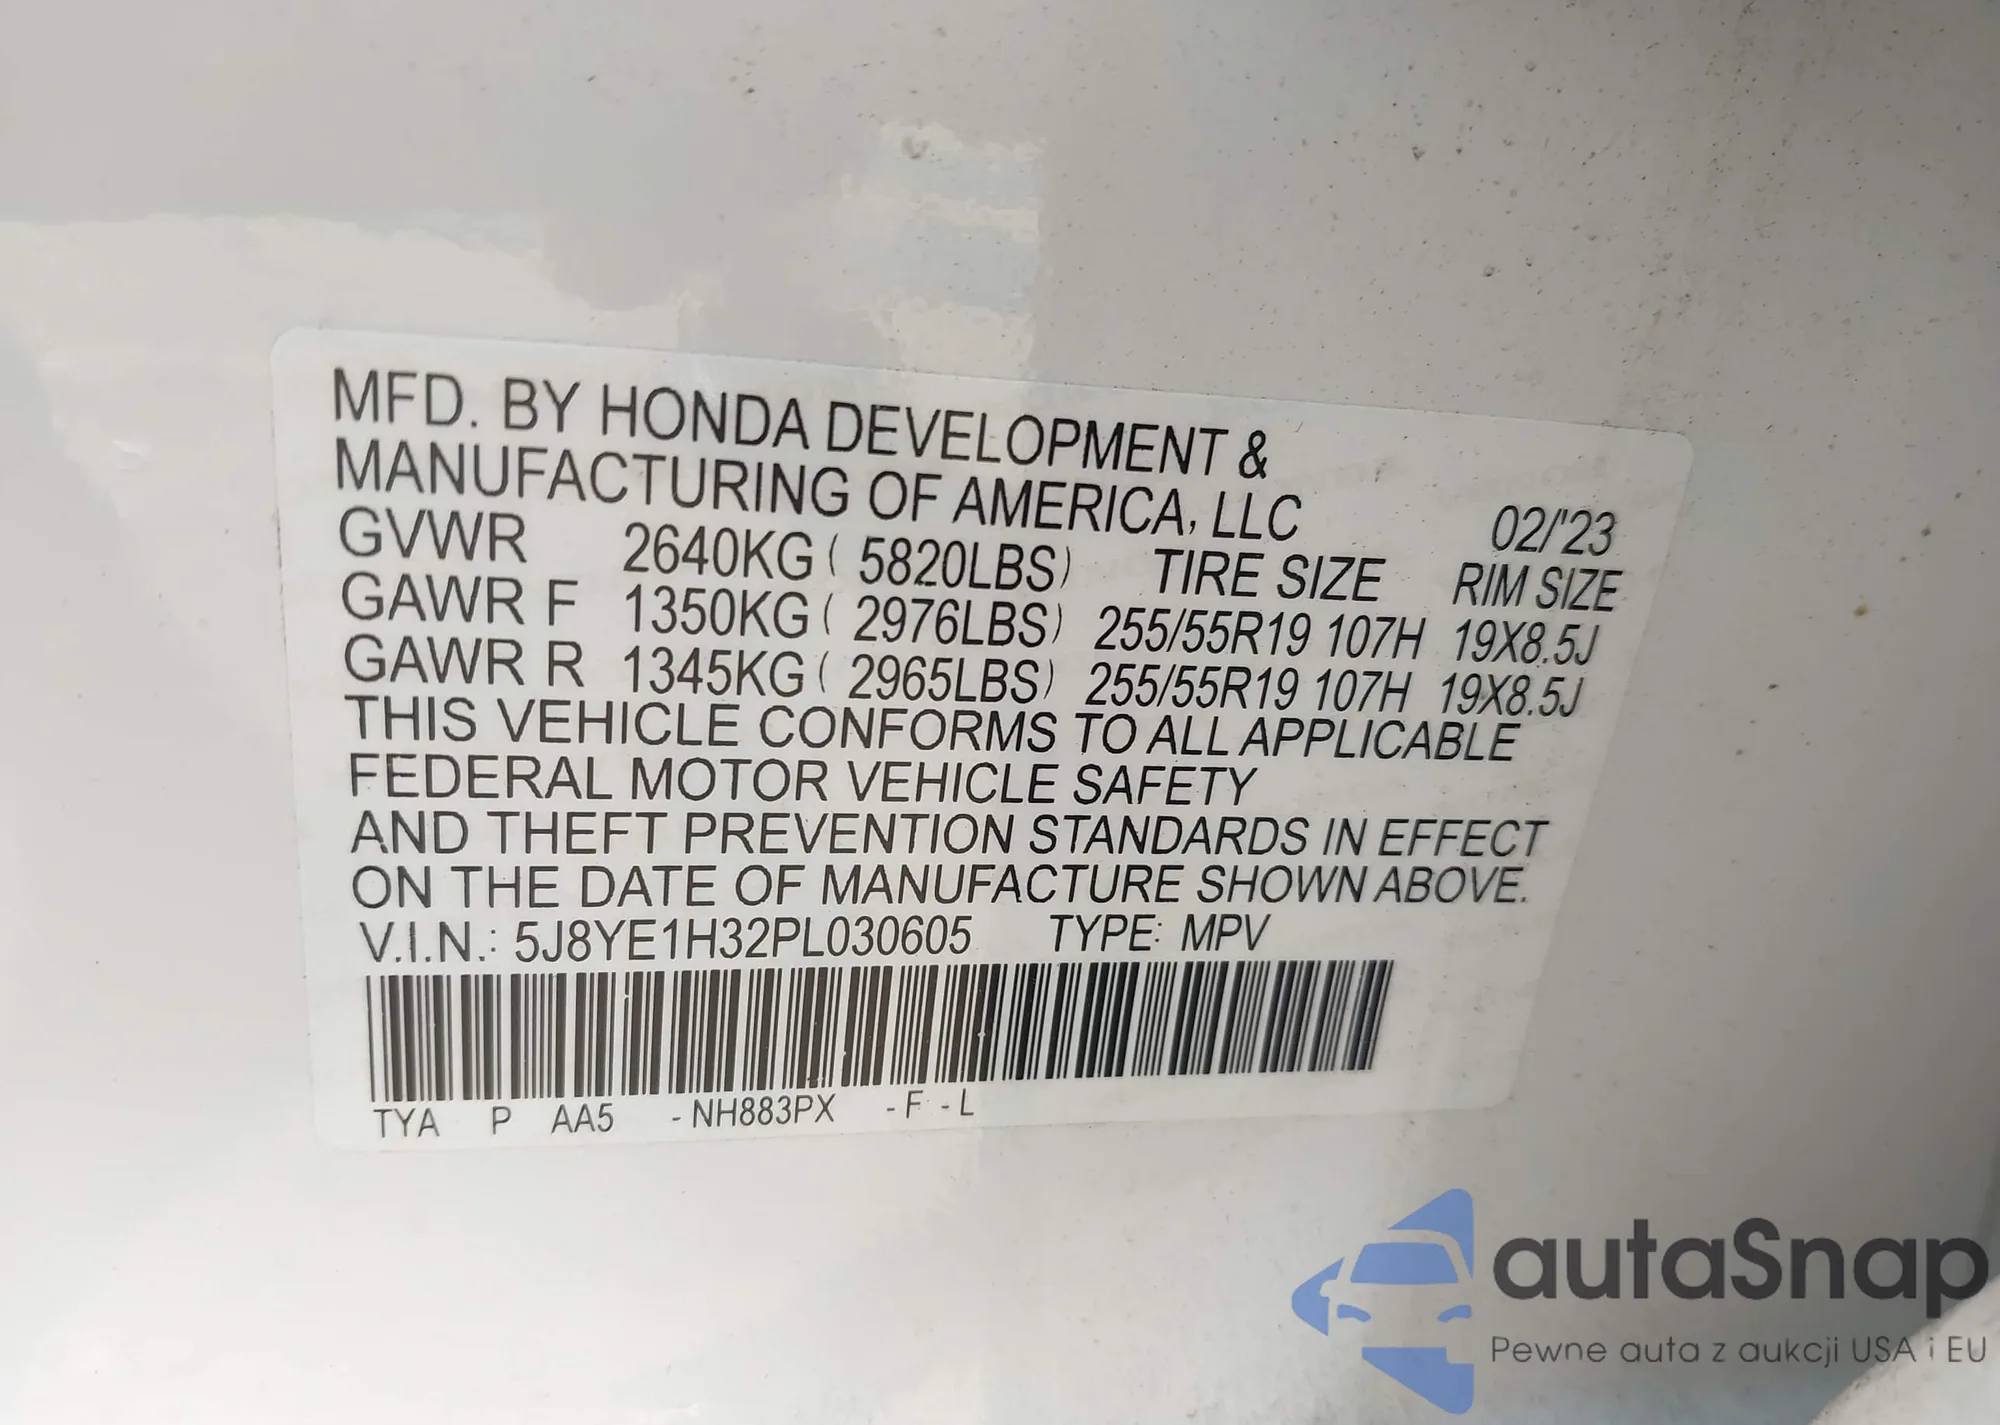 MFD. BY HONDA DEVELOPMENT &
MANUFACTURING OF AMERICA, LLC 02/'23
GVWR 2640KG ( 5820LBS) TIRE SIZE RIM SIZE
GAWR F 1350KG ( 2976LBS) 255/55R19 107H 19X8.5J
GAWR R 1345KG ( 2965LBS) 255/55R19 107H 19X8.5J
THIS VEHICLE CONFORMS TO ALL APPLICABLE
FEDERAL MOTOR VEHICLE SAFETY
AND THEFT PREVENTION STANDARDS IN EFFECT
ON THE DATE OF MANUFACTURE SHOWN ABOVE.
V.I.N.: 5J8YE1H32PL030605 TYPE: MPV
TYA P AA5 -NH883PX -F -L
autaSnap
Pewne auta z aukcji USA i EU